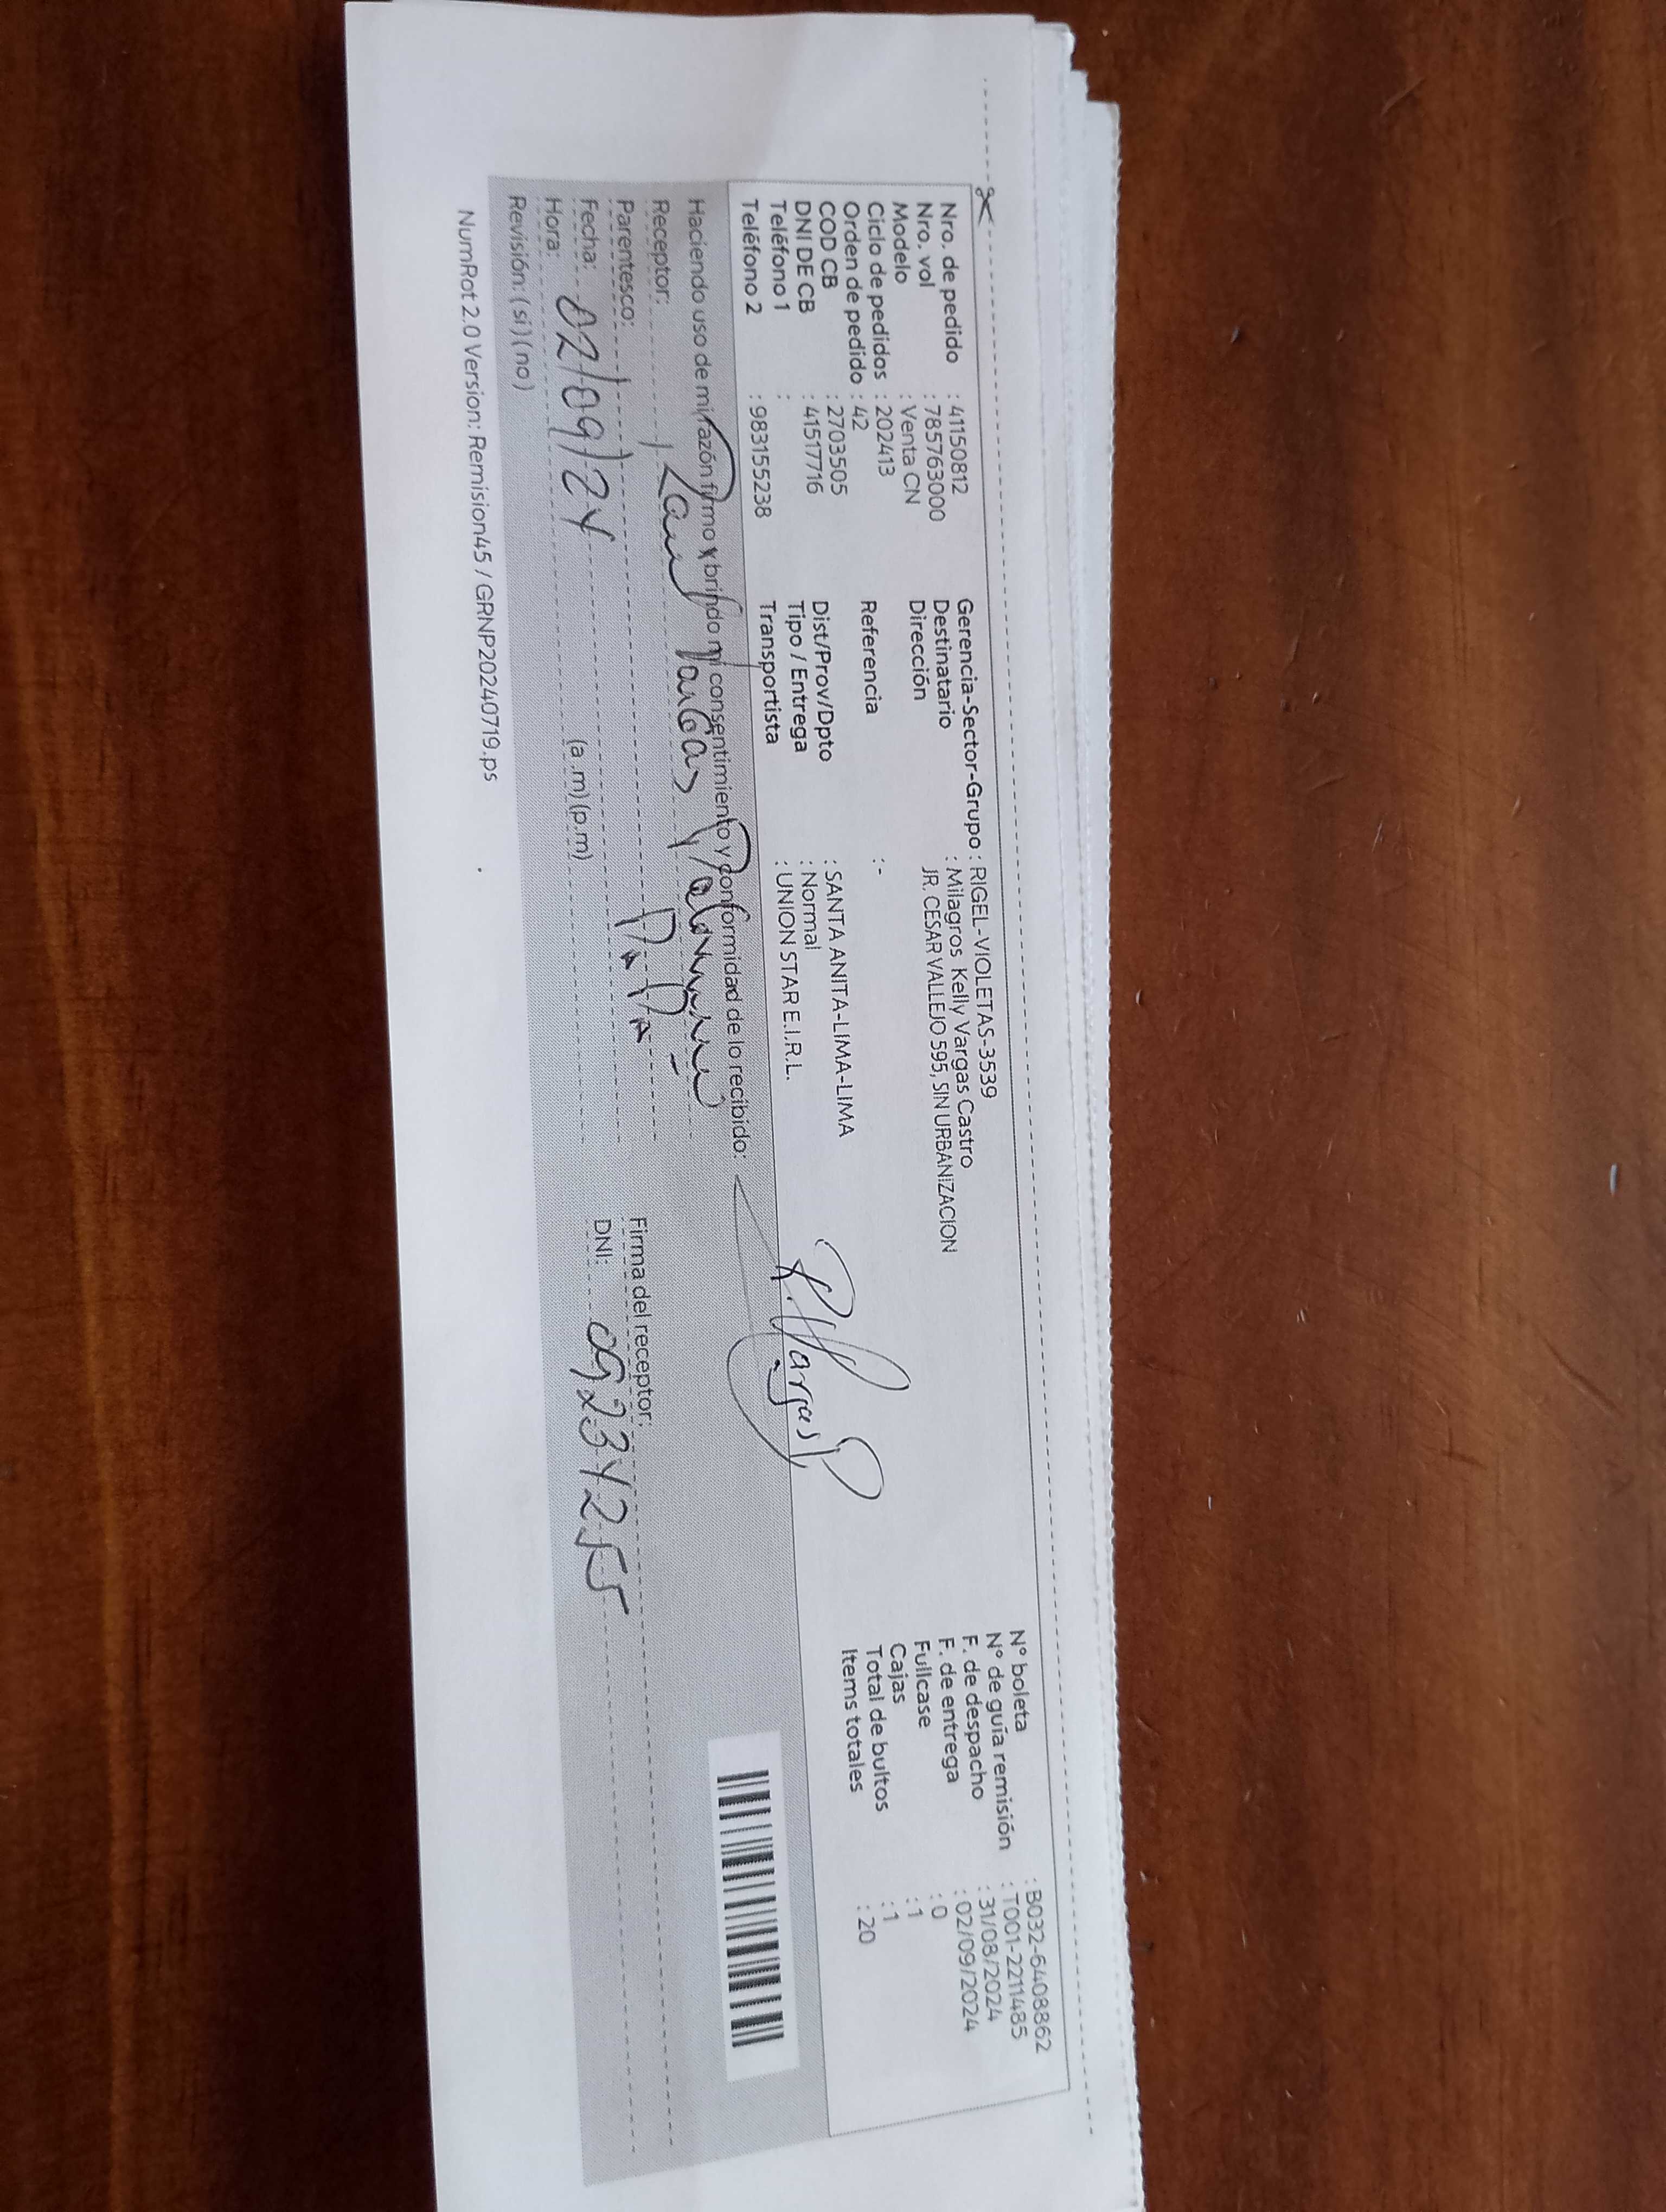 Nro. de pedido : 41150812
Nro. vol : 785763000
Modelo : Venta CN
Ciclo de pedidos : 202413
Orden de pedido : 42
COD CB : 2703505
DNI DE CB : 41517716
Teléfono 1 :
Teléfono 2 : 983155238
Gerencia-Sector-Grupo : RIGEL-VIOLETAS-3539
Destinatario : Milagros Kelly Vargas Castro
Dirección JR. CESAR VALLEJO 595, SIN URBANIZACION
Referencia : -
Dist/Prov/Dpto : SANTA ANITA-LIMA-LIMA
Tipo / Entrega : Normal
Transportista : UNION STAR E.I.R.L.
N° boleta : B032-6408862
N° de guía remisión : T001-2211485
F. de despacho : 31/08/2024
F. de entrega : 02/09/2024
Fullcase : 0
Cajas : 1
Total de bultos : 1
Items totales : 20
R. Vargas P
Haciendo uso de mi razón firmo y brindo mi consentimiento y conformidad de lo recibido:
Receptor: Vargas
Parentesco: PaPa
Fecha: 02/09/24
Hora: (a.m) (p.m)
Revisión: (si) (no)
Firma del receptor:
DNI: 09234255
NumRot 2.0 Version: Remision45 / GRNP20240719.ps